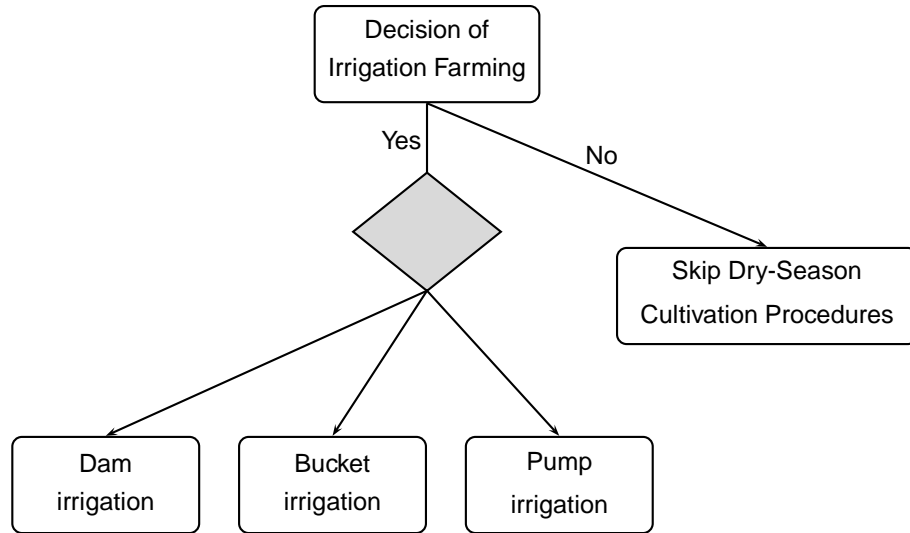 Decision of
Irrigation Farming
Yes
No
Skip Dry-Season
Cultivation Procedures
Dam
irrigation
Bucket
irrigation
Pump
irrigation